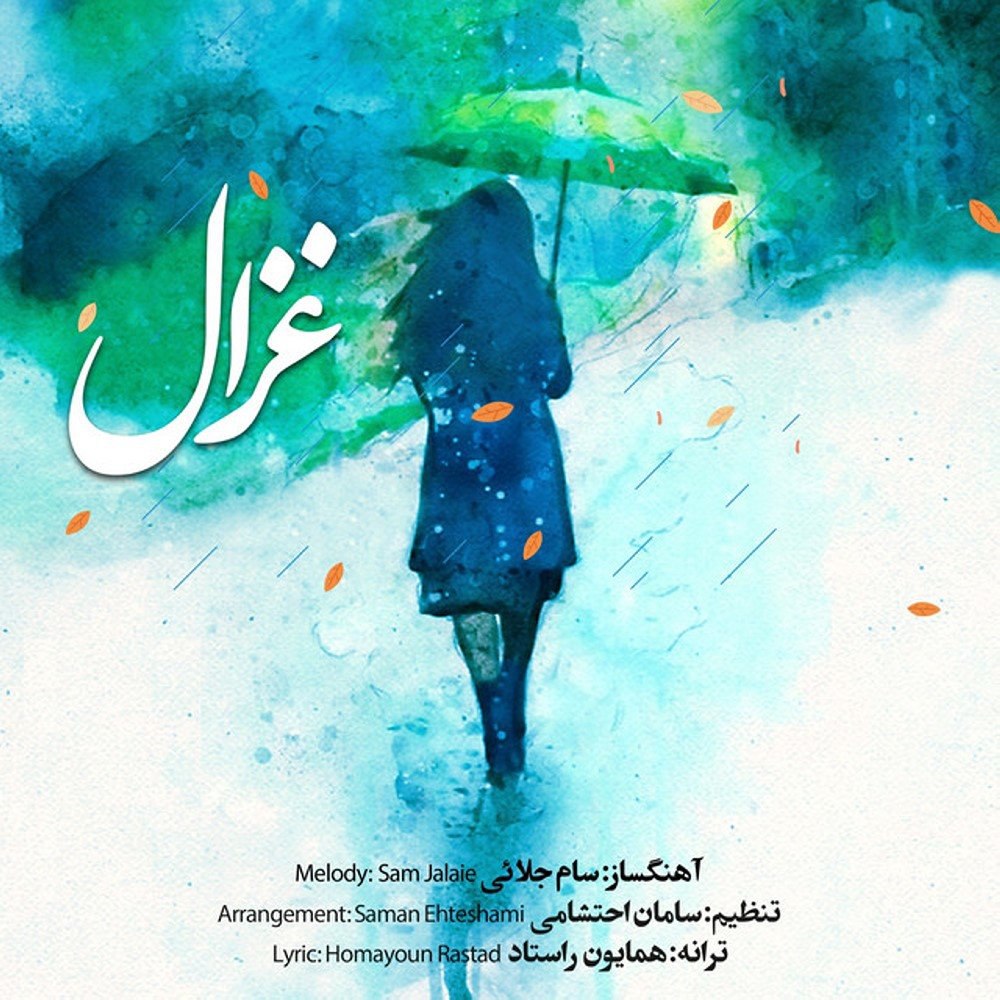 غزال
Melody: Sam Jalaie آهنگساز: سام جلائی
Arrangement: Saman Ehteshami تنظیم: سامان احتشامی
Lyric: Homayoun Rastad ترانه: همایون راستاد